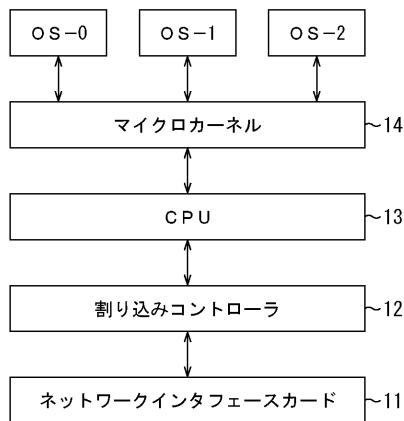 OS-0 OS-1 OS-2
マイクロカーネル ~14
CPU ~13
割り込みコントローラ ~12
ネットワークインタフェースカード ~11